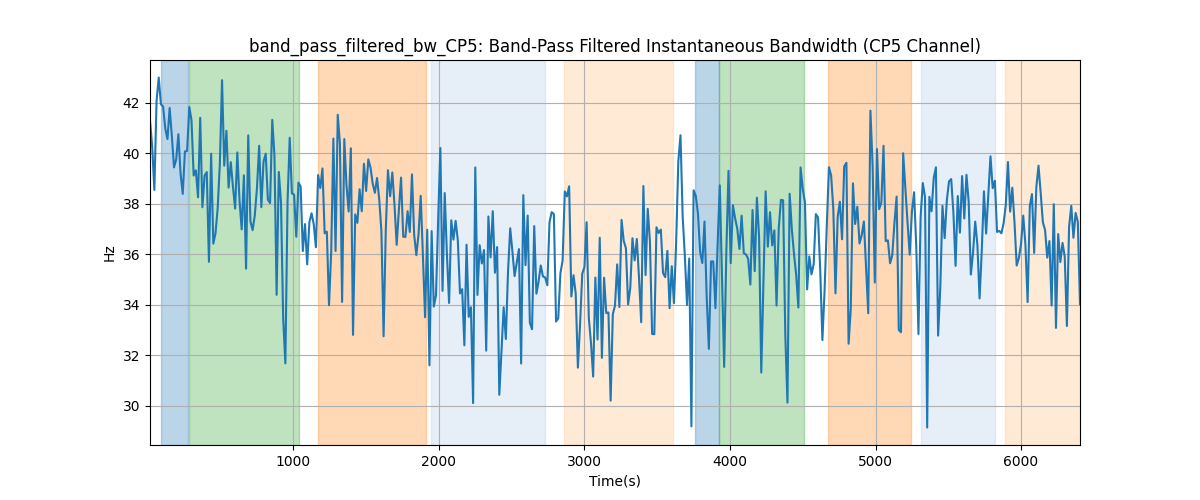 band_pass_filtered_bw_CP5: Band-Pass Filtered Instantaneous Bandwidth (CP5 Channel)
42
40
38
36
34
32
30
Hz
1000 2000 3000 4000 5000 6000
Time(s)